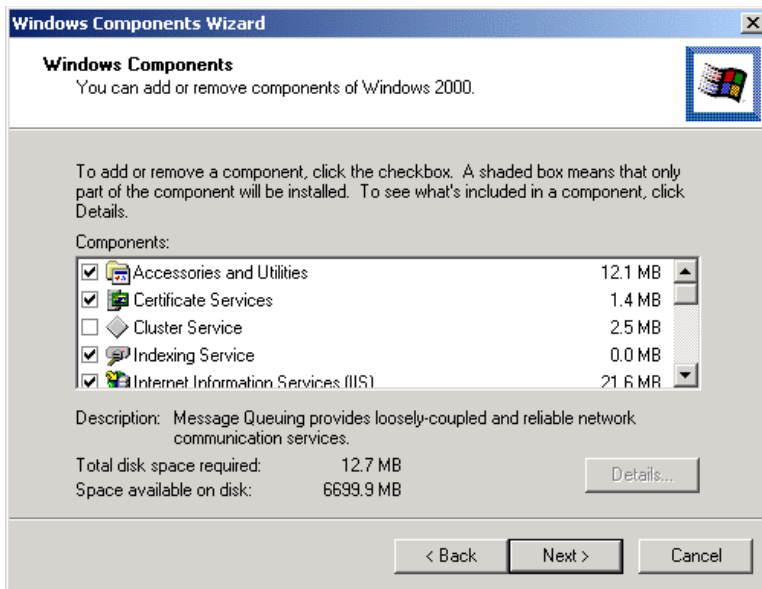 Windows Components Wizard
Windows Components
You can add or remove components of Windows 2000.
To add or remove a component, click the checkbox. A shaded box means that only
part of the component will be installed. To see what's included in a component, click
Details.
Components:
Accessories and Utilities 12.1 MB
Certificate Services 1.4 MB
Cluster Service 2.5 MB
Indexing Service 0.0 MB
Internet Information Services (IIS) 21.6 MB
Description: Message Queuing provides loosely-coupled and reliable network
communication services.
Total disk space required: 12.7 MB
Space available on disk: 6699.9 MB
Details...
< Back Next > Cancel